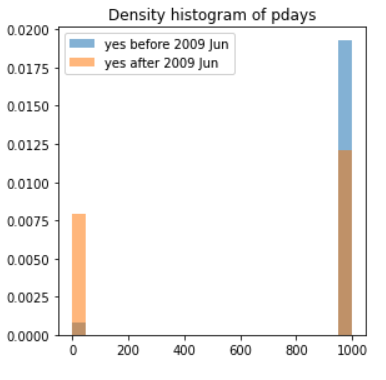 Density histogram of pdays
yes before 2009 Jun
yes after 2009 Jun
0.0200
0.0175
0.0150
0.0125
0.0100
0.0075
0.0050
0.0025
0.0000
0 200 400 600 800 1000